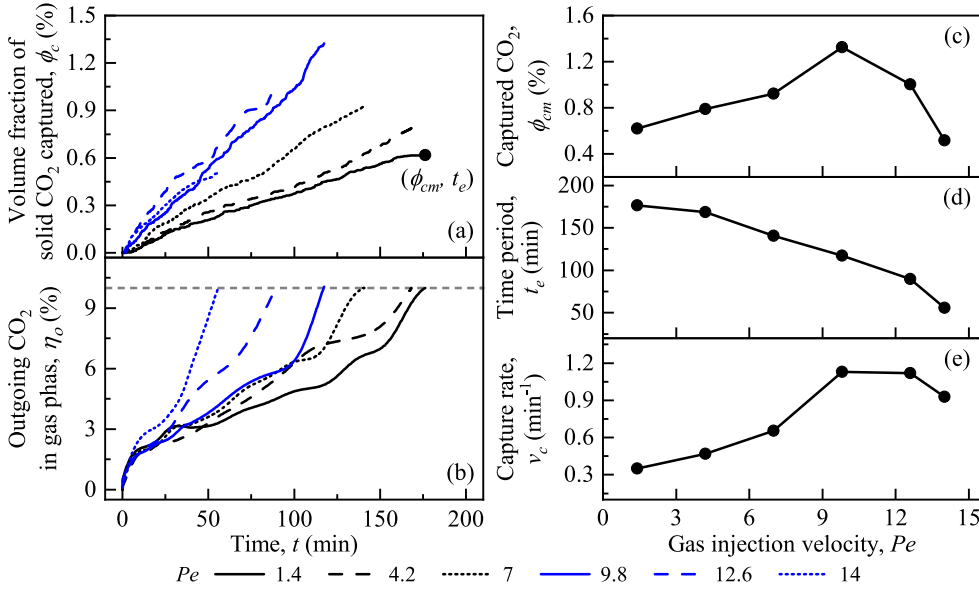 Volume fraction of
solid CO₂ captured, ϕc (%)
1.5
1.2
0.9
0.6
0.3
0.0
(ϕcm, te)
(a)
Outgoing CO₂
in gas phas, ηo (%)
9
6
3
0
(b)
0 50 100 150 200
Time, t (min)
Captured CO₂,
ϕcm (%)
1.2
0.8
0.4
(c)
Time period,
te (min)
200
150
100
50
(d)
Capture rate,
vc (min⁻¹)
1.2
0.9
0.6
0.3
(e)
0 3 6 9 12 15
Gas injection velocity, Pe
Pe 1.4 4.2 7 9.8 12.6 14